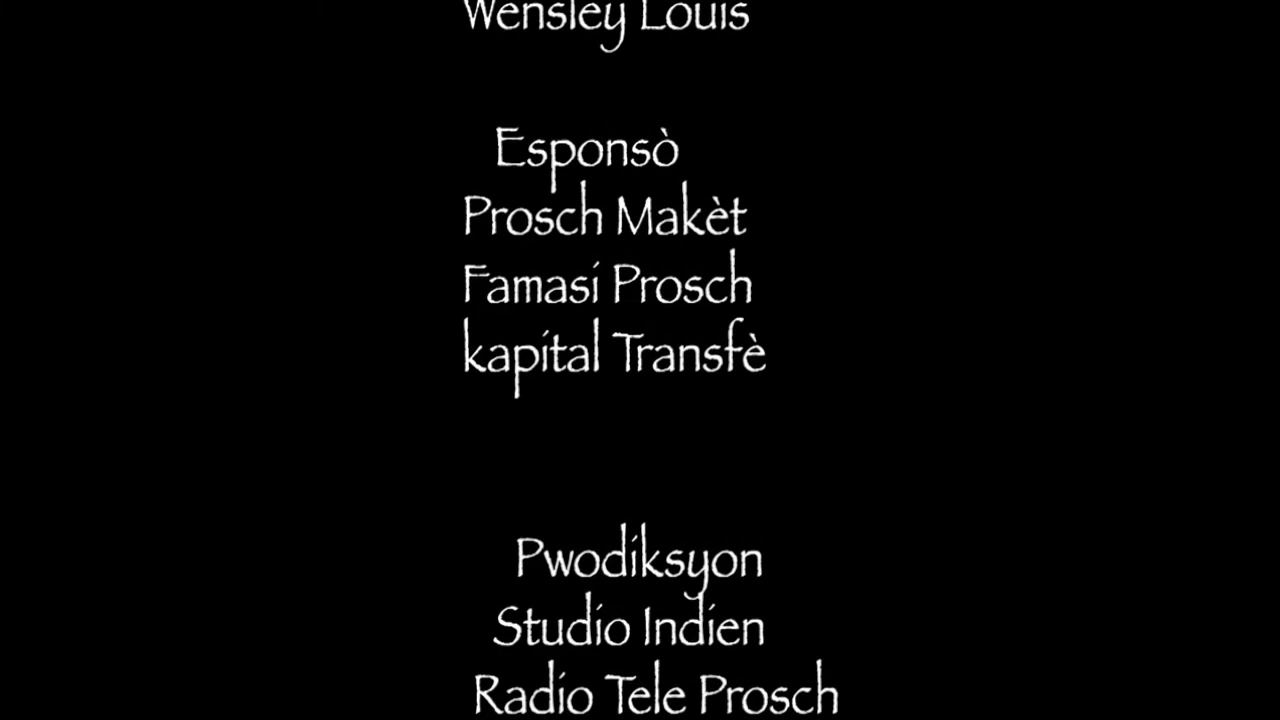 Wensley Louis
Esponsò
Prosch Makèt
Famasi Prosch
kapital Transfè
Pwodiksyon
Studio Indien
Radio Tele Prosch